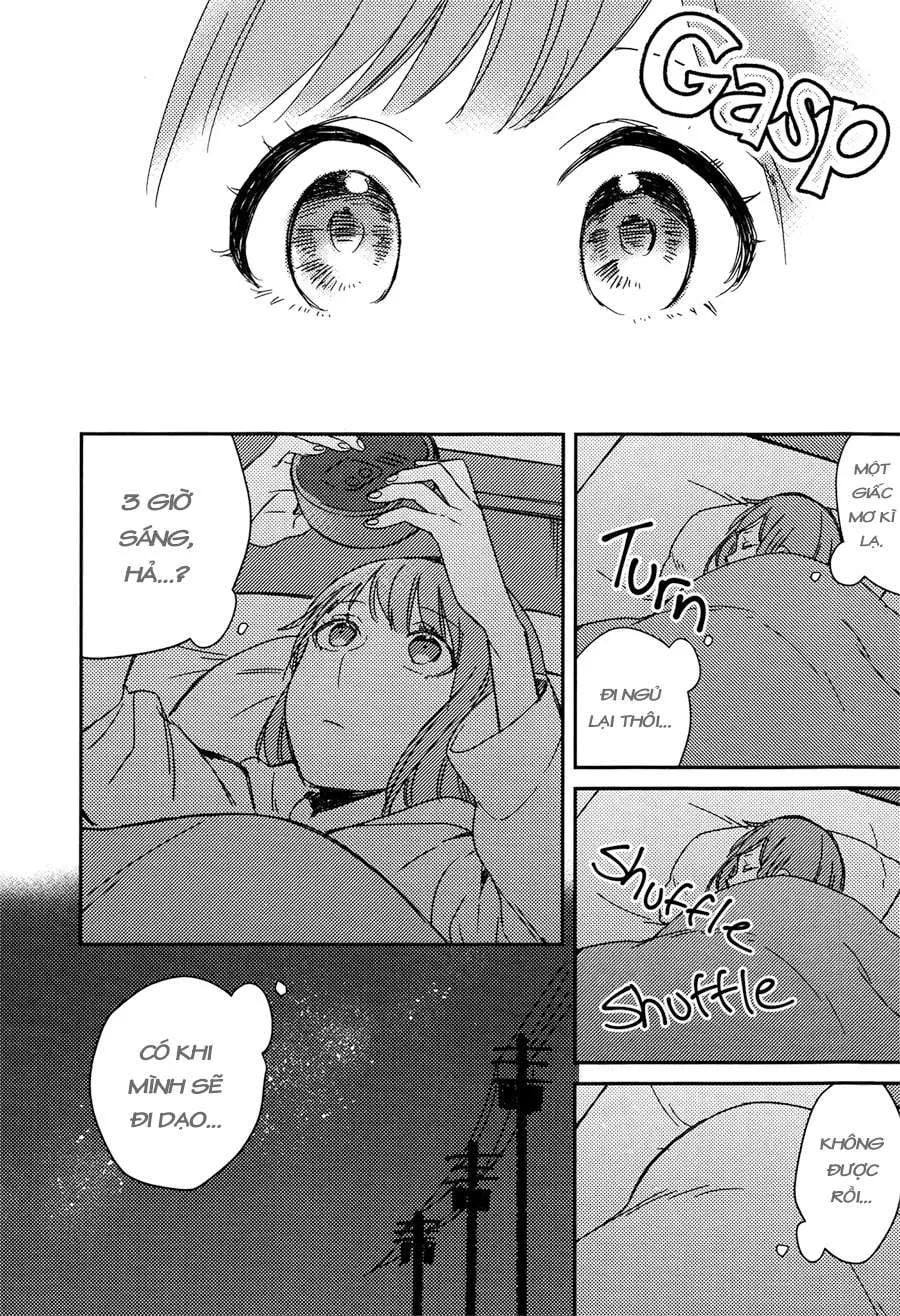 Gasp
3 GIỜ
SÁNG,
HẢ...?
MỘT
GIẤC
MƠ KÌ
LẠ.
Turn
ĐI NGỦ
LẠI THÔI...
Shuffle
Shuffle
KHÔNG
ĐƯỢC
RỒI...
CÓ KHI
MÌNH SẼ
ĐI DẠO...